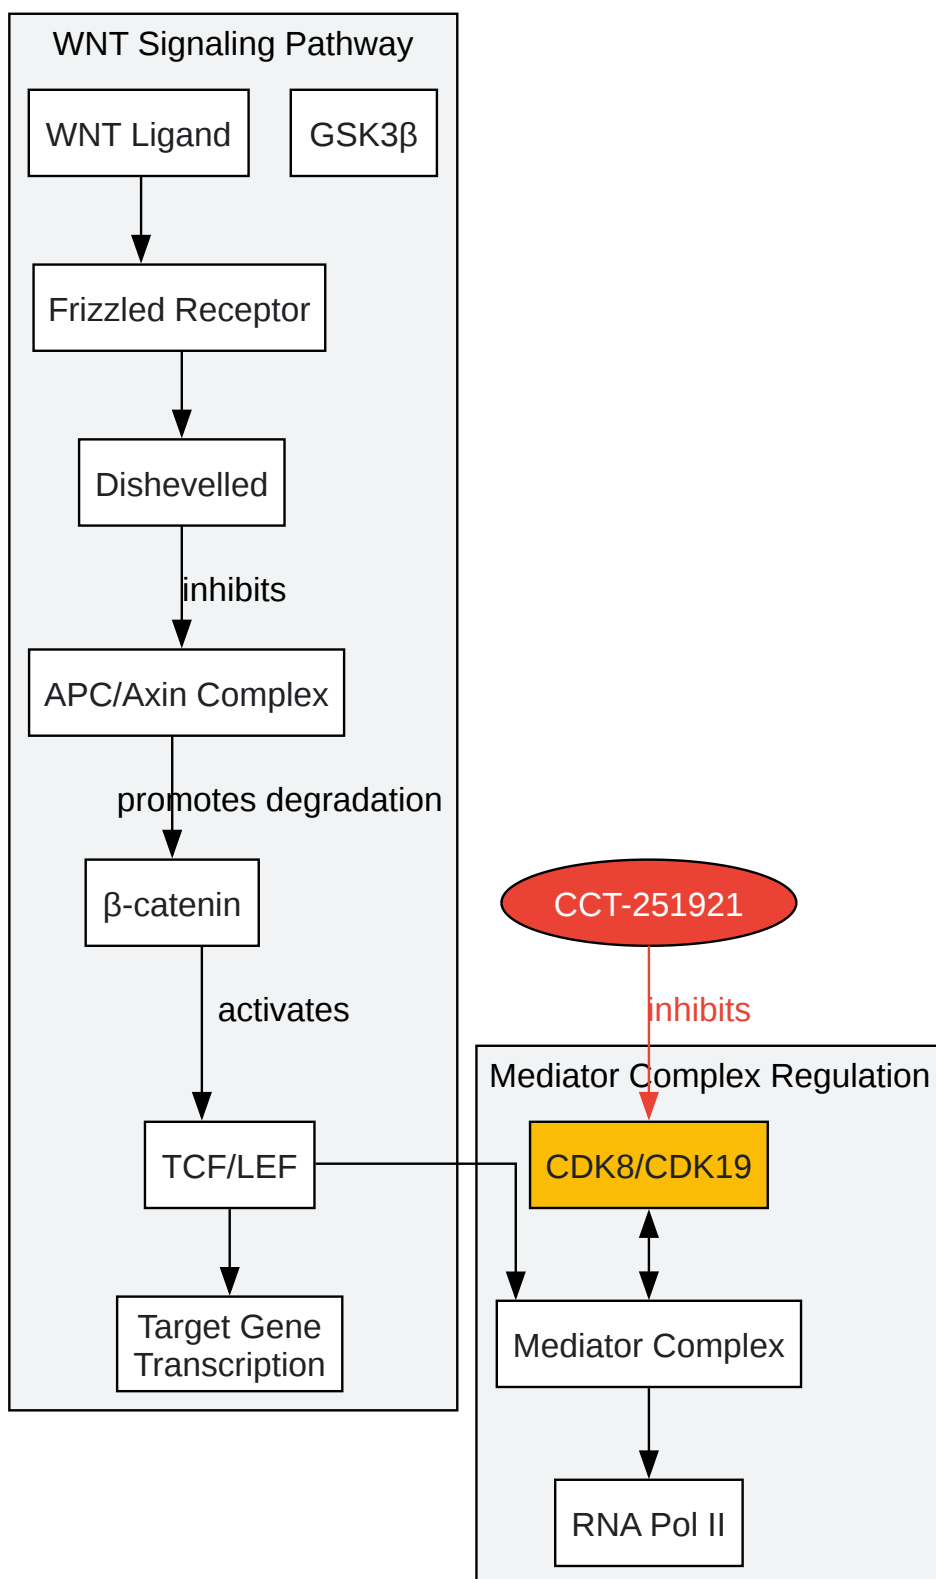 WNT Signaling Pathway
WNT Ligand
GSK3β
Frizzled Receptor
Dishevelled
inhibits
APC/Axin Complex
promotes degradation
β-catenin
activates
TCF/LEF
Target Gene
Transcription
CCT-251921
inhibits
Mediator Complex Regulation
CDK8/CDK19
Mediator Complex
RNA Pol II